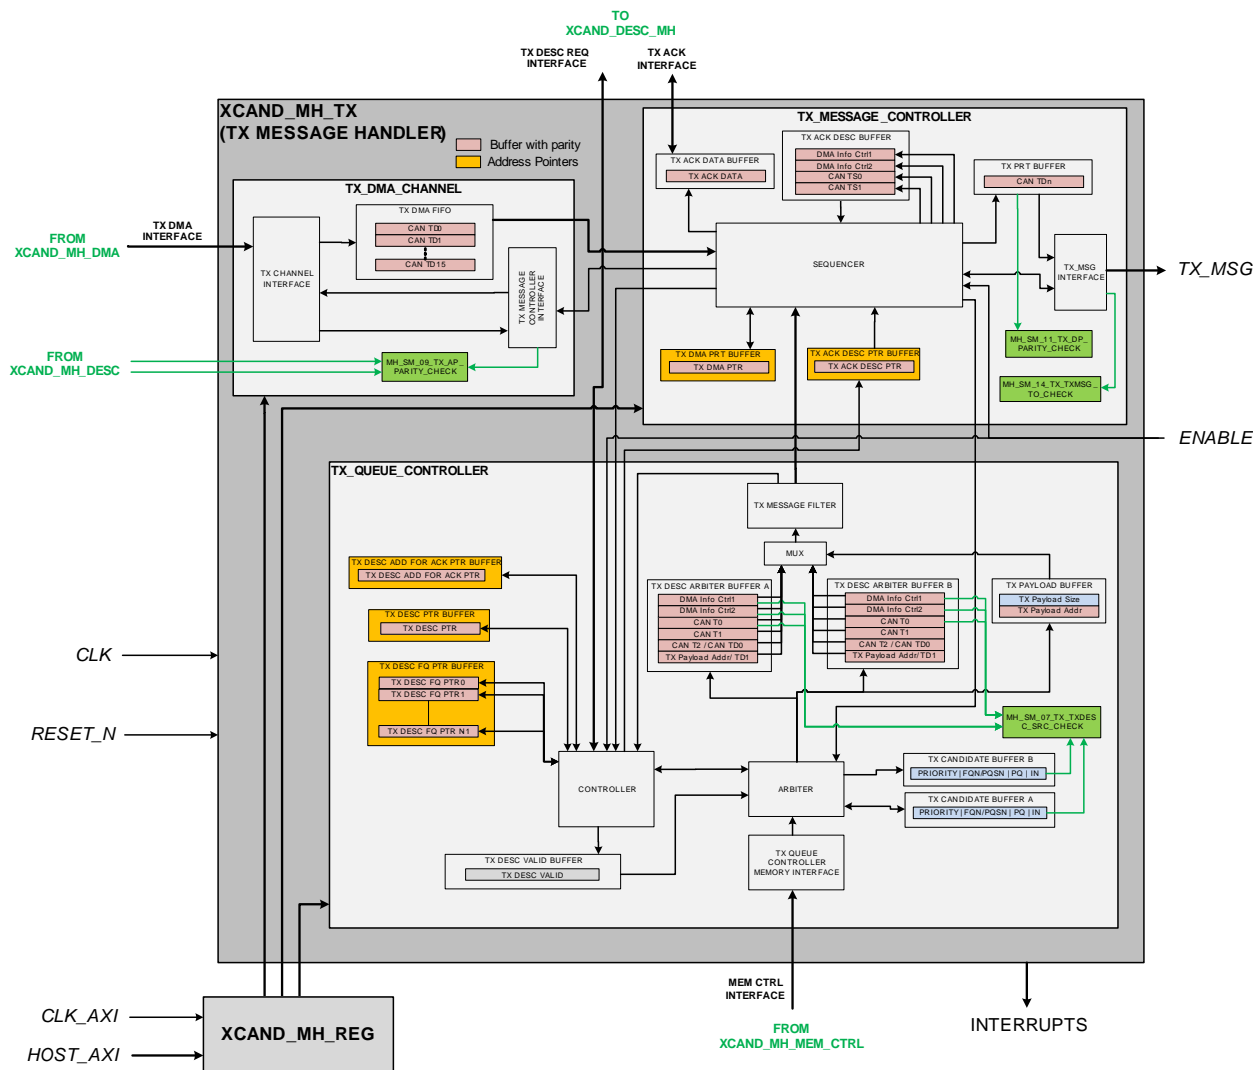 TO
XCAND_DESC_MH
TX DESC REQ
INTERFACE
TX ACK
INTERFACE
XCAND_MH_TX
(TX MESSAGE HANDLER)
Buffer with parity
Address Pointers
TX_MESSAGE_CONTROLLER
TX ACK DATA BUFFER
TX ACK DATA
TX ACK DESC BUFFER
DMA Info Ctrl1
DMA Info Ctrl2
CAN TS0
CAN TS1
TX PRT BUFFER
CAN TDn
SEQUENCER
TX_MSG
INTERFACE
TX_MSG
TX DMA PRT BUFFER
TX DMA PTR
TX ACK DESC PTR BUFFER
TX ACK DESC PTR
MH_SM_11_TX_DP_
PARITY_CHECK
MH_SM_14_TX_TXMSG_
TO_CHECK
TX_DMA_CHANNEL
TX DMA
INTERFACE
FROM
XCAND_MH_DMA
TX CHANNEL
INTERFACE
TX DMA FIFO
CAN TD0
CAN TD1
CAN TD15
TX MESSAGE
CONTROLLER
INTERFACE
FROM
XCAND_MH_DESC
MH_SM_09_TX_AP_
PARITY_CHECK
ENABLE
TX_QUEUE_CONTROLLER
TX MESSAGE FILTER
MUX
TX DESC ADD FOR ACK PTR BUFFER
TX DESC ADD FOR ACK PTR
TX DESC PTR BUFFER
TX DESC PTR
TX DESC FQ PTR BUFFER
TX DESC FQ PTR0
TX DESC FQ PTR1
TX DESC FQ PTR N1
TX DESC ARBITER BUFFER A
DMA Info Ctrl1
DMA Info Ctrl2
CAN T0
CAN T1
CAN T2 / CAN TD0
TX Payload Addr/ TD1
TX DESC ARBITER BUFFER B
DMA Info Ctrl1
DMA Info Ctrl2
CAN T0
CAN T1
CAN T2 / CAN TD0
TX Payload Addr/ TD1
TX PAYLOAD BUFFER
TX Payload Size
TX Payload Addr
MH_SM_07_TX_TXDES
C_SRC_CHECK
CONTROLLER
ARBITER
TX CANDIDATE BUFFER B
PRIORITY | FQN/PQSN | PQ | IN
TX CANDIDATE BUFFER A
PRIORITY | FQN/PQSN | PQ | IN
TX DESC VALID BUFFER
TX DESC VALID
TX QUEUE
CONTROLLER
MEMORY INTERFACE
CLK
RESET_N
MEM CTRL
INTERFACE
FROM
XCAND_MH_MEM_CTRL
INTERRUPTS
CLK_AXI
HOST_AXI
XCAND_MH_REG